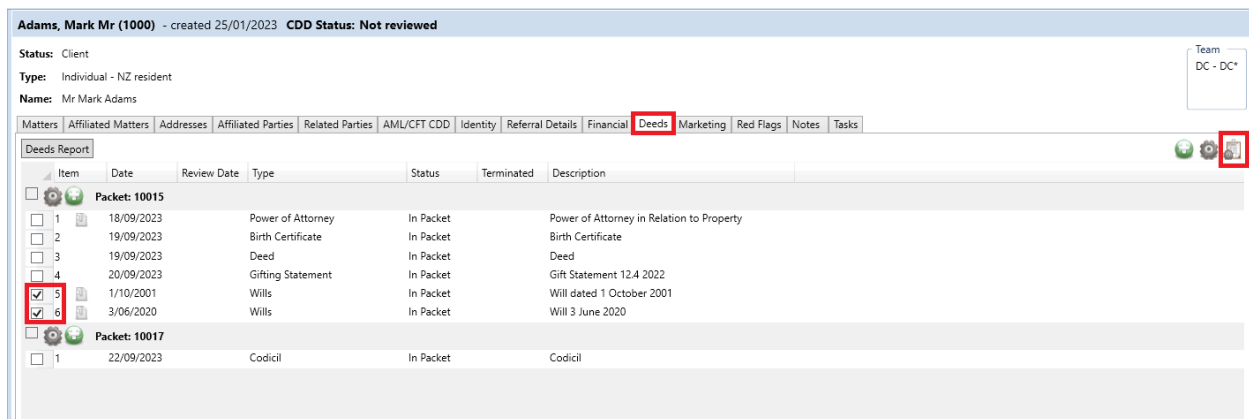 Adams, Mark Mr (1000) - created 25/01/2023 CDD Status: Not reviewed
Status: Client
Type: Individual - NZ resident
Name: Mr Mark Adams
Team
DC - DC*
Matters Affiliated Matters Addresses Affiliated Parties Related Parties AML/CFT CDD Identity Referral Details Financial Deeds Marketing Red Flags Notes Tasks
Deeds Report
Item Date Review Date Type Status Terminated Description
Packet: 10015
1 18/09/2023 Power of Attorney In Packet Power of Attorney in Relation to Property
2 19/09/2023 Birth Certificate In Packet Birth Certificate
3 19/09/2023 Deed In Packet Deed
4 20/09/2023 Gifting Statement In Packet Gift Statement 12.4 2022
5 1/10/2001 Wills In Packet Will dated 1 October 2001
6 3/06/2020 Wills In Packet Will 3 June 2020
Packet: 10017
1 22/09/2023 Codicil In Packet Codicil